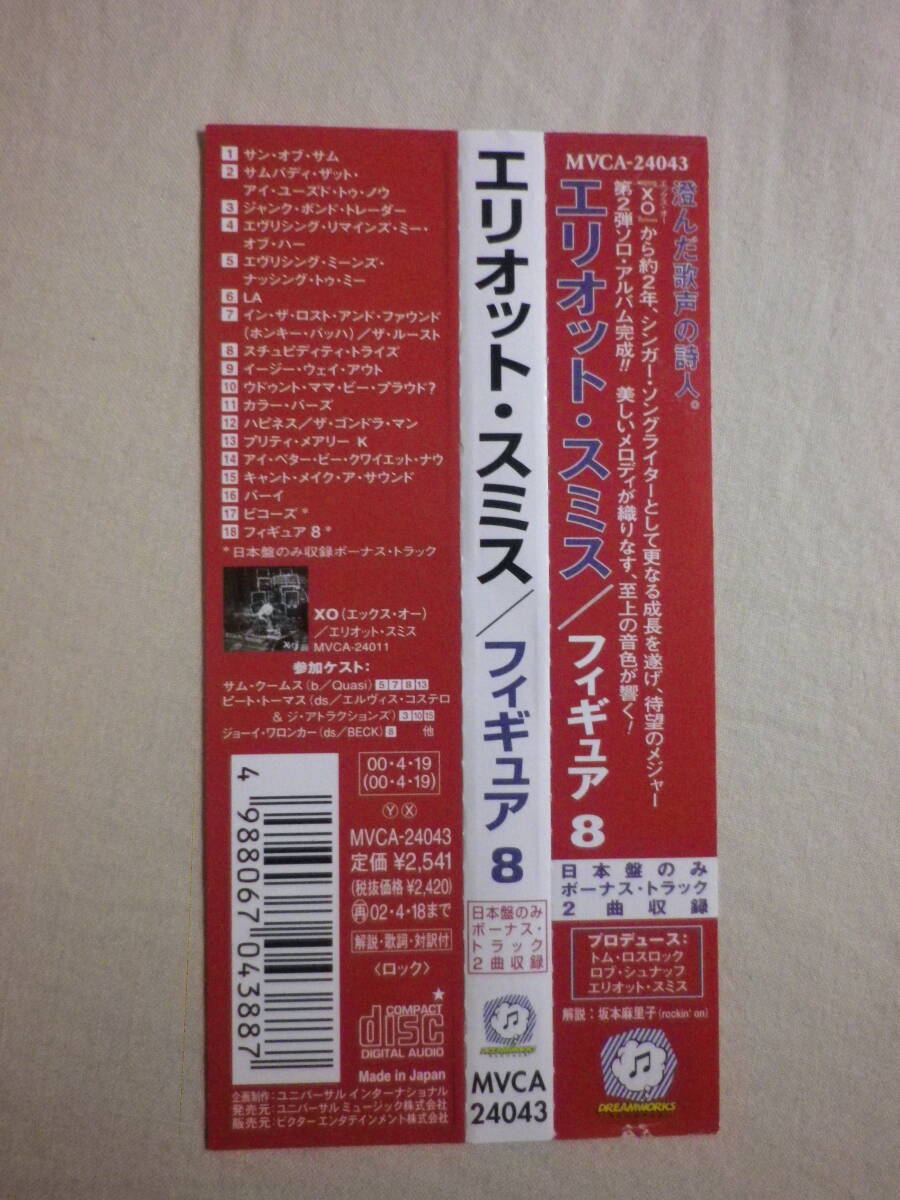 1 サン・オブ・サム
2 サムバディ・ザット・
アイ・ユーズド・トゥ・ノウ
3 ジャンク・ボンド・トレーダー
4 エヴリシング・リマインズ・ミー・
オブ・ハー
5 エヴリシング・ミーンズ・
ナッシング・トゥ・ミー
6 LA
7 イン・ザ・ロスト・アンド・ファウンド
(ホンキー・バッハ)/ザ・ルースト
8 スチュピディティ・トライズ
9 イージー・ウェイ・アウト
10 ウドゥント・ママ・ビー・プラウド?
11 カラー・バーズ
12 ハピネス/ザ・ゴンドラ・マン
13 プリティ・メアリー K
14 アイ・ベター・ビー・クワイエット・ナウ
15 キャント・メイク・ア・サウンド
16 バーイ
17 ビコーズ*
18 フィギュア 8*
*日本盤のみ収録ボーナス・トラック
XO(エックス・オー)
/エリオット・スミス
MVCA-24011
参加ゲスト:
サム・クームス(b/Quasi) 5 7 8 13
ピート・トーマス(ds/エルヴィス・コステロ
& ジ・アトラクションズ) 3 10 15
ジョーイ・ワロンカー(ds/BECK) 8 他
4 988067 043887
00・4・19
(00・4・19)
Y X
MVCA-24043
定価 ¥2,541
(税抜価格 ¥2,420)
再 02・4・18まで
解説・歌詞・対訳付
〈ロック〉
COMPACT
disc
DIGITAL AUDIO
Made in Japan
企画制作:ユニバーサル インターナショナル
発売元:ユニバーサル ミュージック株式会社
販売元:ビクター エンタテインメント株式会社
エリオット・スミス/フィギュア 8
日本盤のみ
ボーナス・
トラック
2曲収録
DREAMWORKS
MVCA
24043
MVCA-24043
澄んだ歌声の詩人。
エックス・オー
『XO』から約2年、シンガー・ソングライターとして更なる成長を遂げ、待望のメジャー
第2弾ソロ・アルバム完成!! 美しいメロディが織りなす、至上の音色が響く!
エリオット・スミス/フィギュア 8
日本盤のみ
ボーナス・トラック
2曲収録
プロデュース:
トム・ロスロック
ロブ・シュナッフ
エリオット・スミス
解説:坂本麻里子(rockin' on)
DREAMWORKS